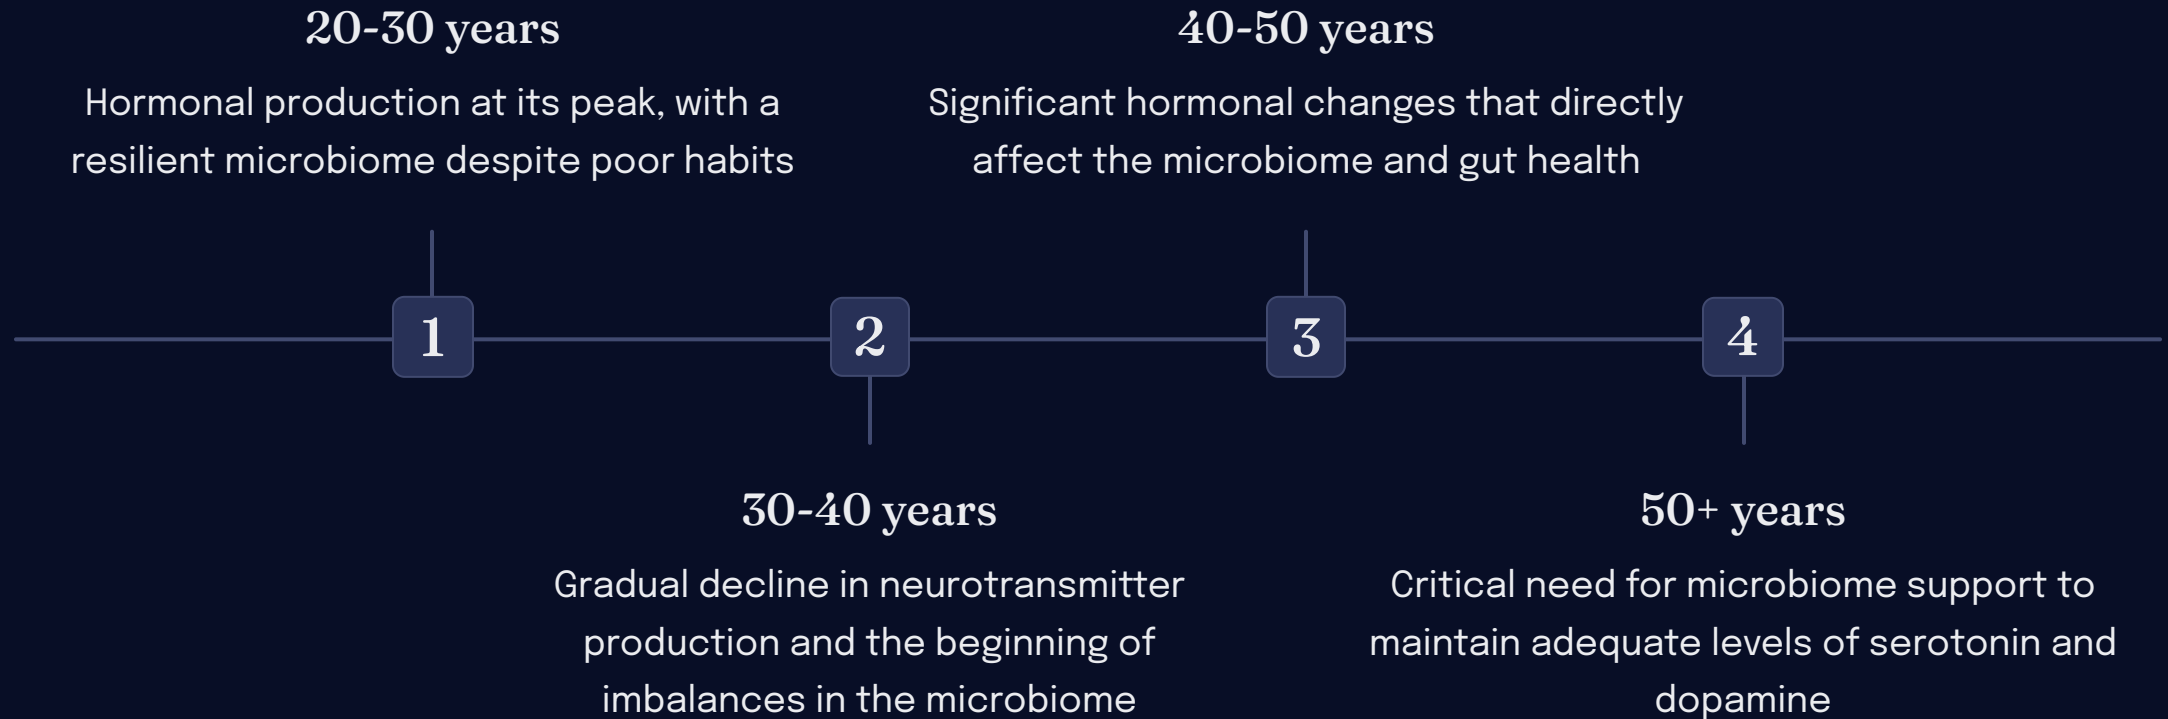 20-30 years
Hormonal production at its peak, with a
resilient microbiome despite poor habits
40-50 years
Significant hormonal changes that directly
affect the microbiome and gut health
1
2
3
4
30-40 years
Gradual decline in neurotransmitter
production and the beginning of
imbalances in the microbiome
50+ years
Critical need for microbiome support to
maintain adequate levels of serotonin and
dopamine